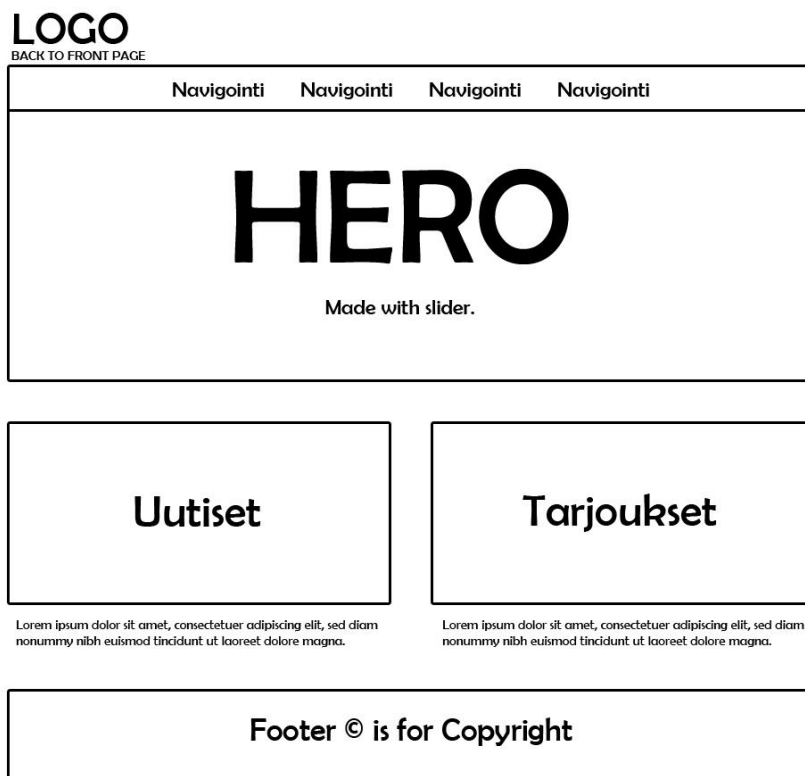 LOGO
BACK TO FRONT PAGE
Navigointi Navigointi Navigointi Navigointi
HERO
Made with slider.
Uutiset
Tarjoukset
Lorem ipsum dolor sit amet, consectetuer adipiscing elit, sed diam
nonummy nibh euismod tincidunt ut laoreet dolore magna.
Lorem ipsum dolor sit amet, consectetuer adipiscing elit, sed diam
nonummy nibh euismod tincidunt ut laoreet dolore magna.
Footer © is for Copyright